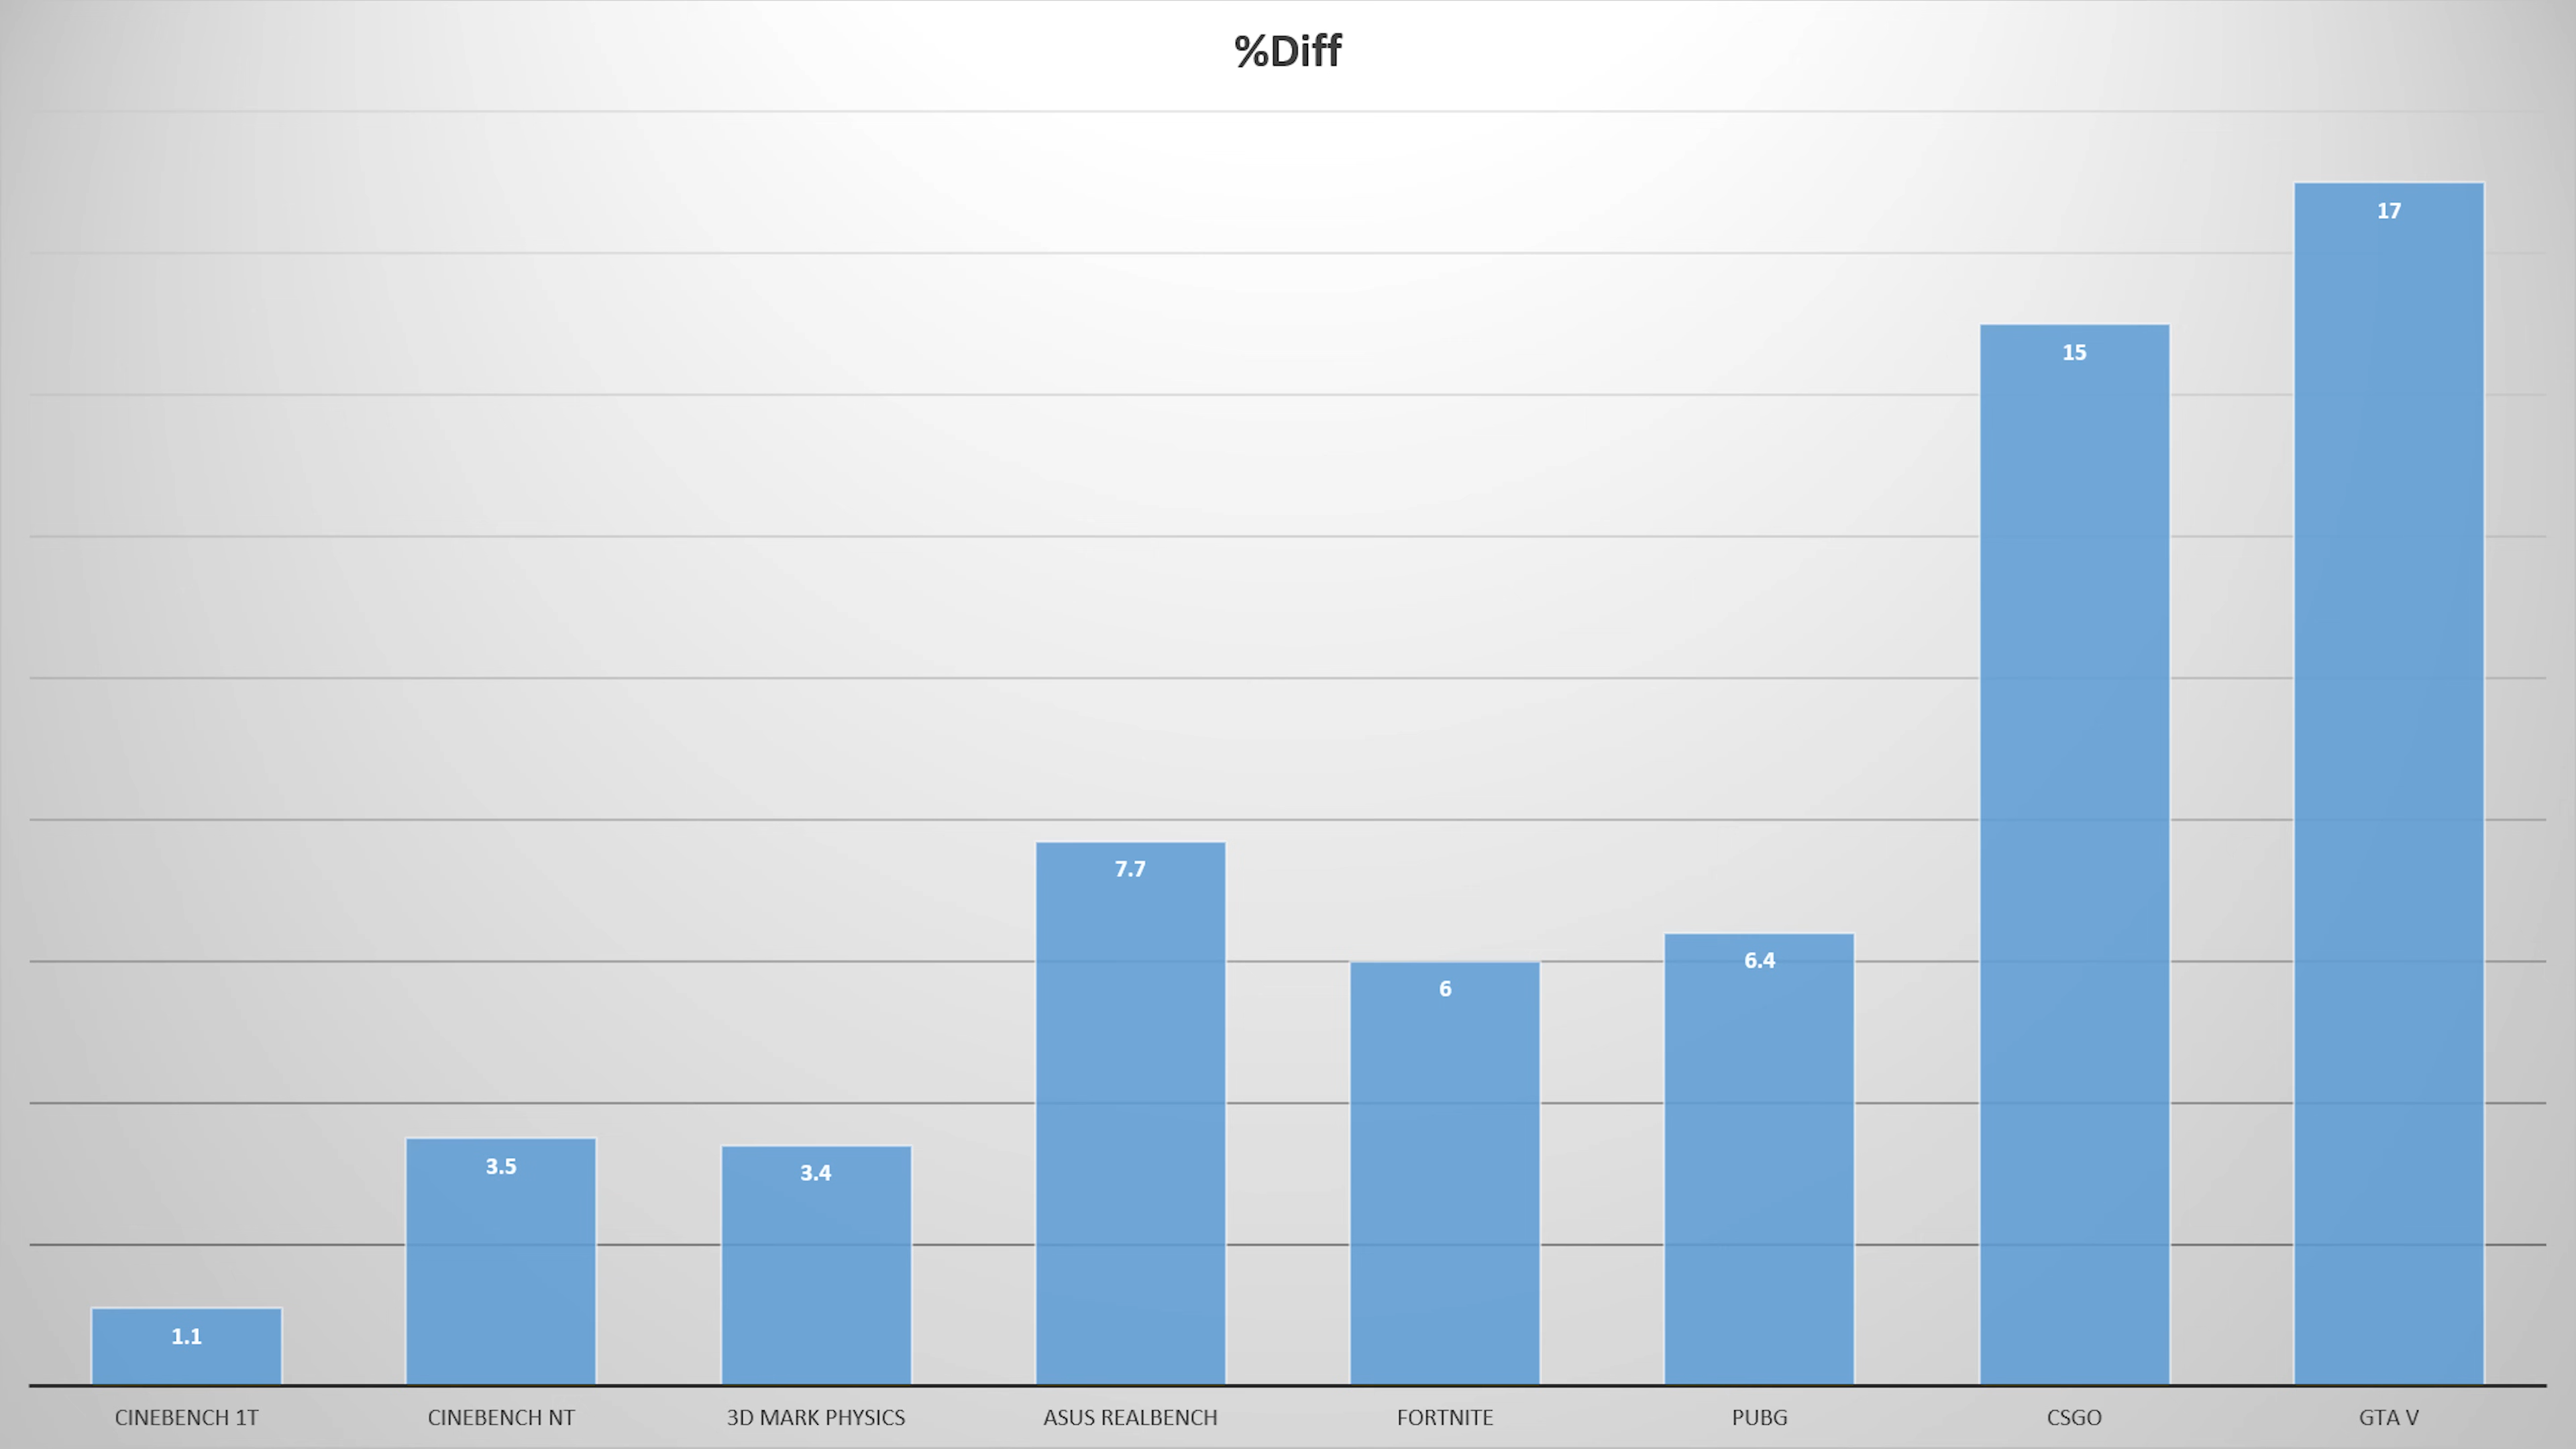 %Diff
17
15
7.7
6.4
6
3.5
3.4
1.1
CINEBENCH 1T
CINEBENCH NT
3D MARK PHYSICS
ASUS REALBENCH
FORTNITE
PUBG
CSGO
GTA V